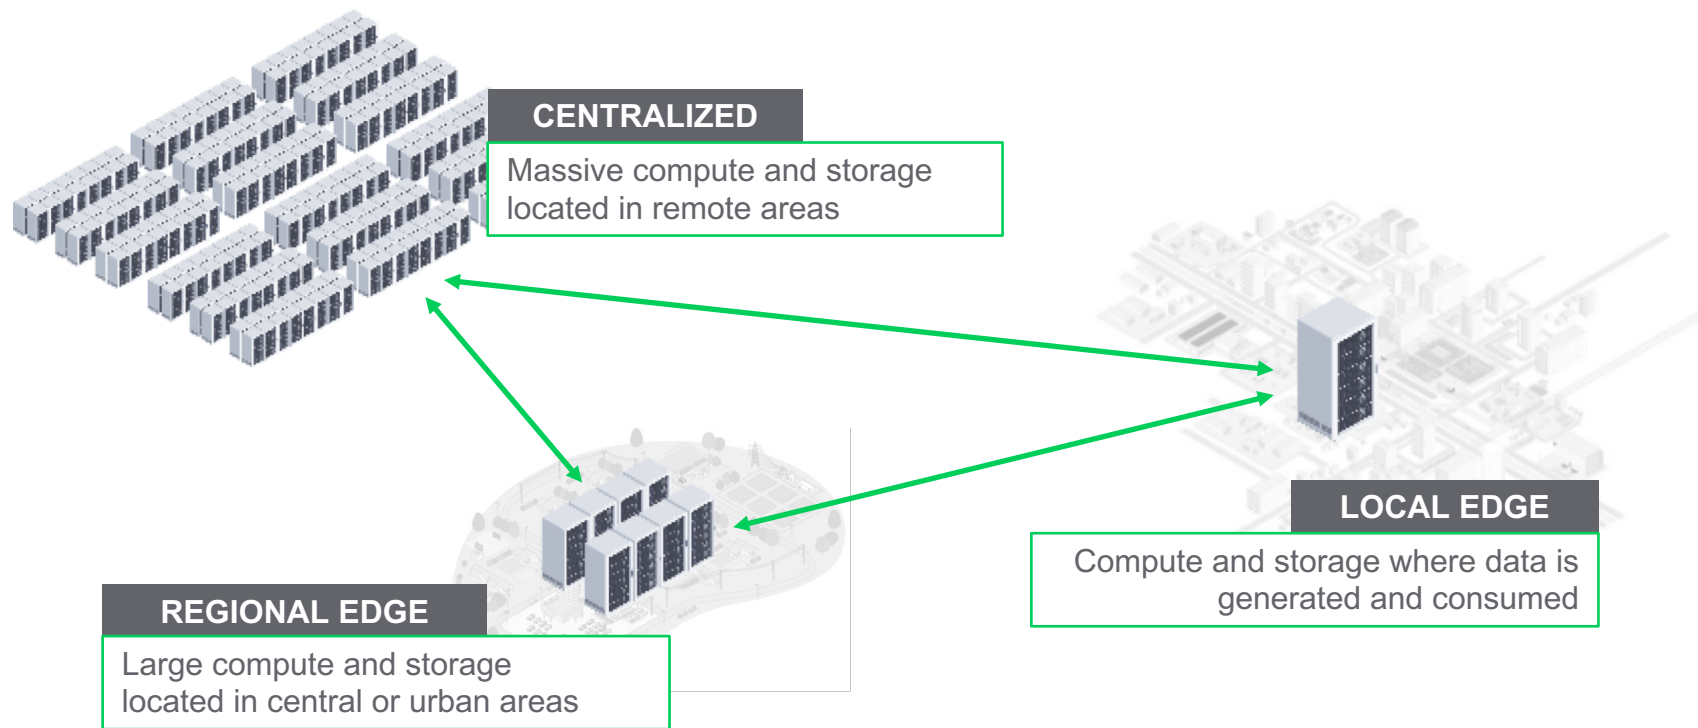 CENTRALIZED
Massive compute and storage
located in remote areas
LOCAL EDGE
Compute and storage where data is
generated and consumed
REGIONAL EDGE
Large compute and storage
located in central or urban areas